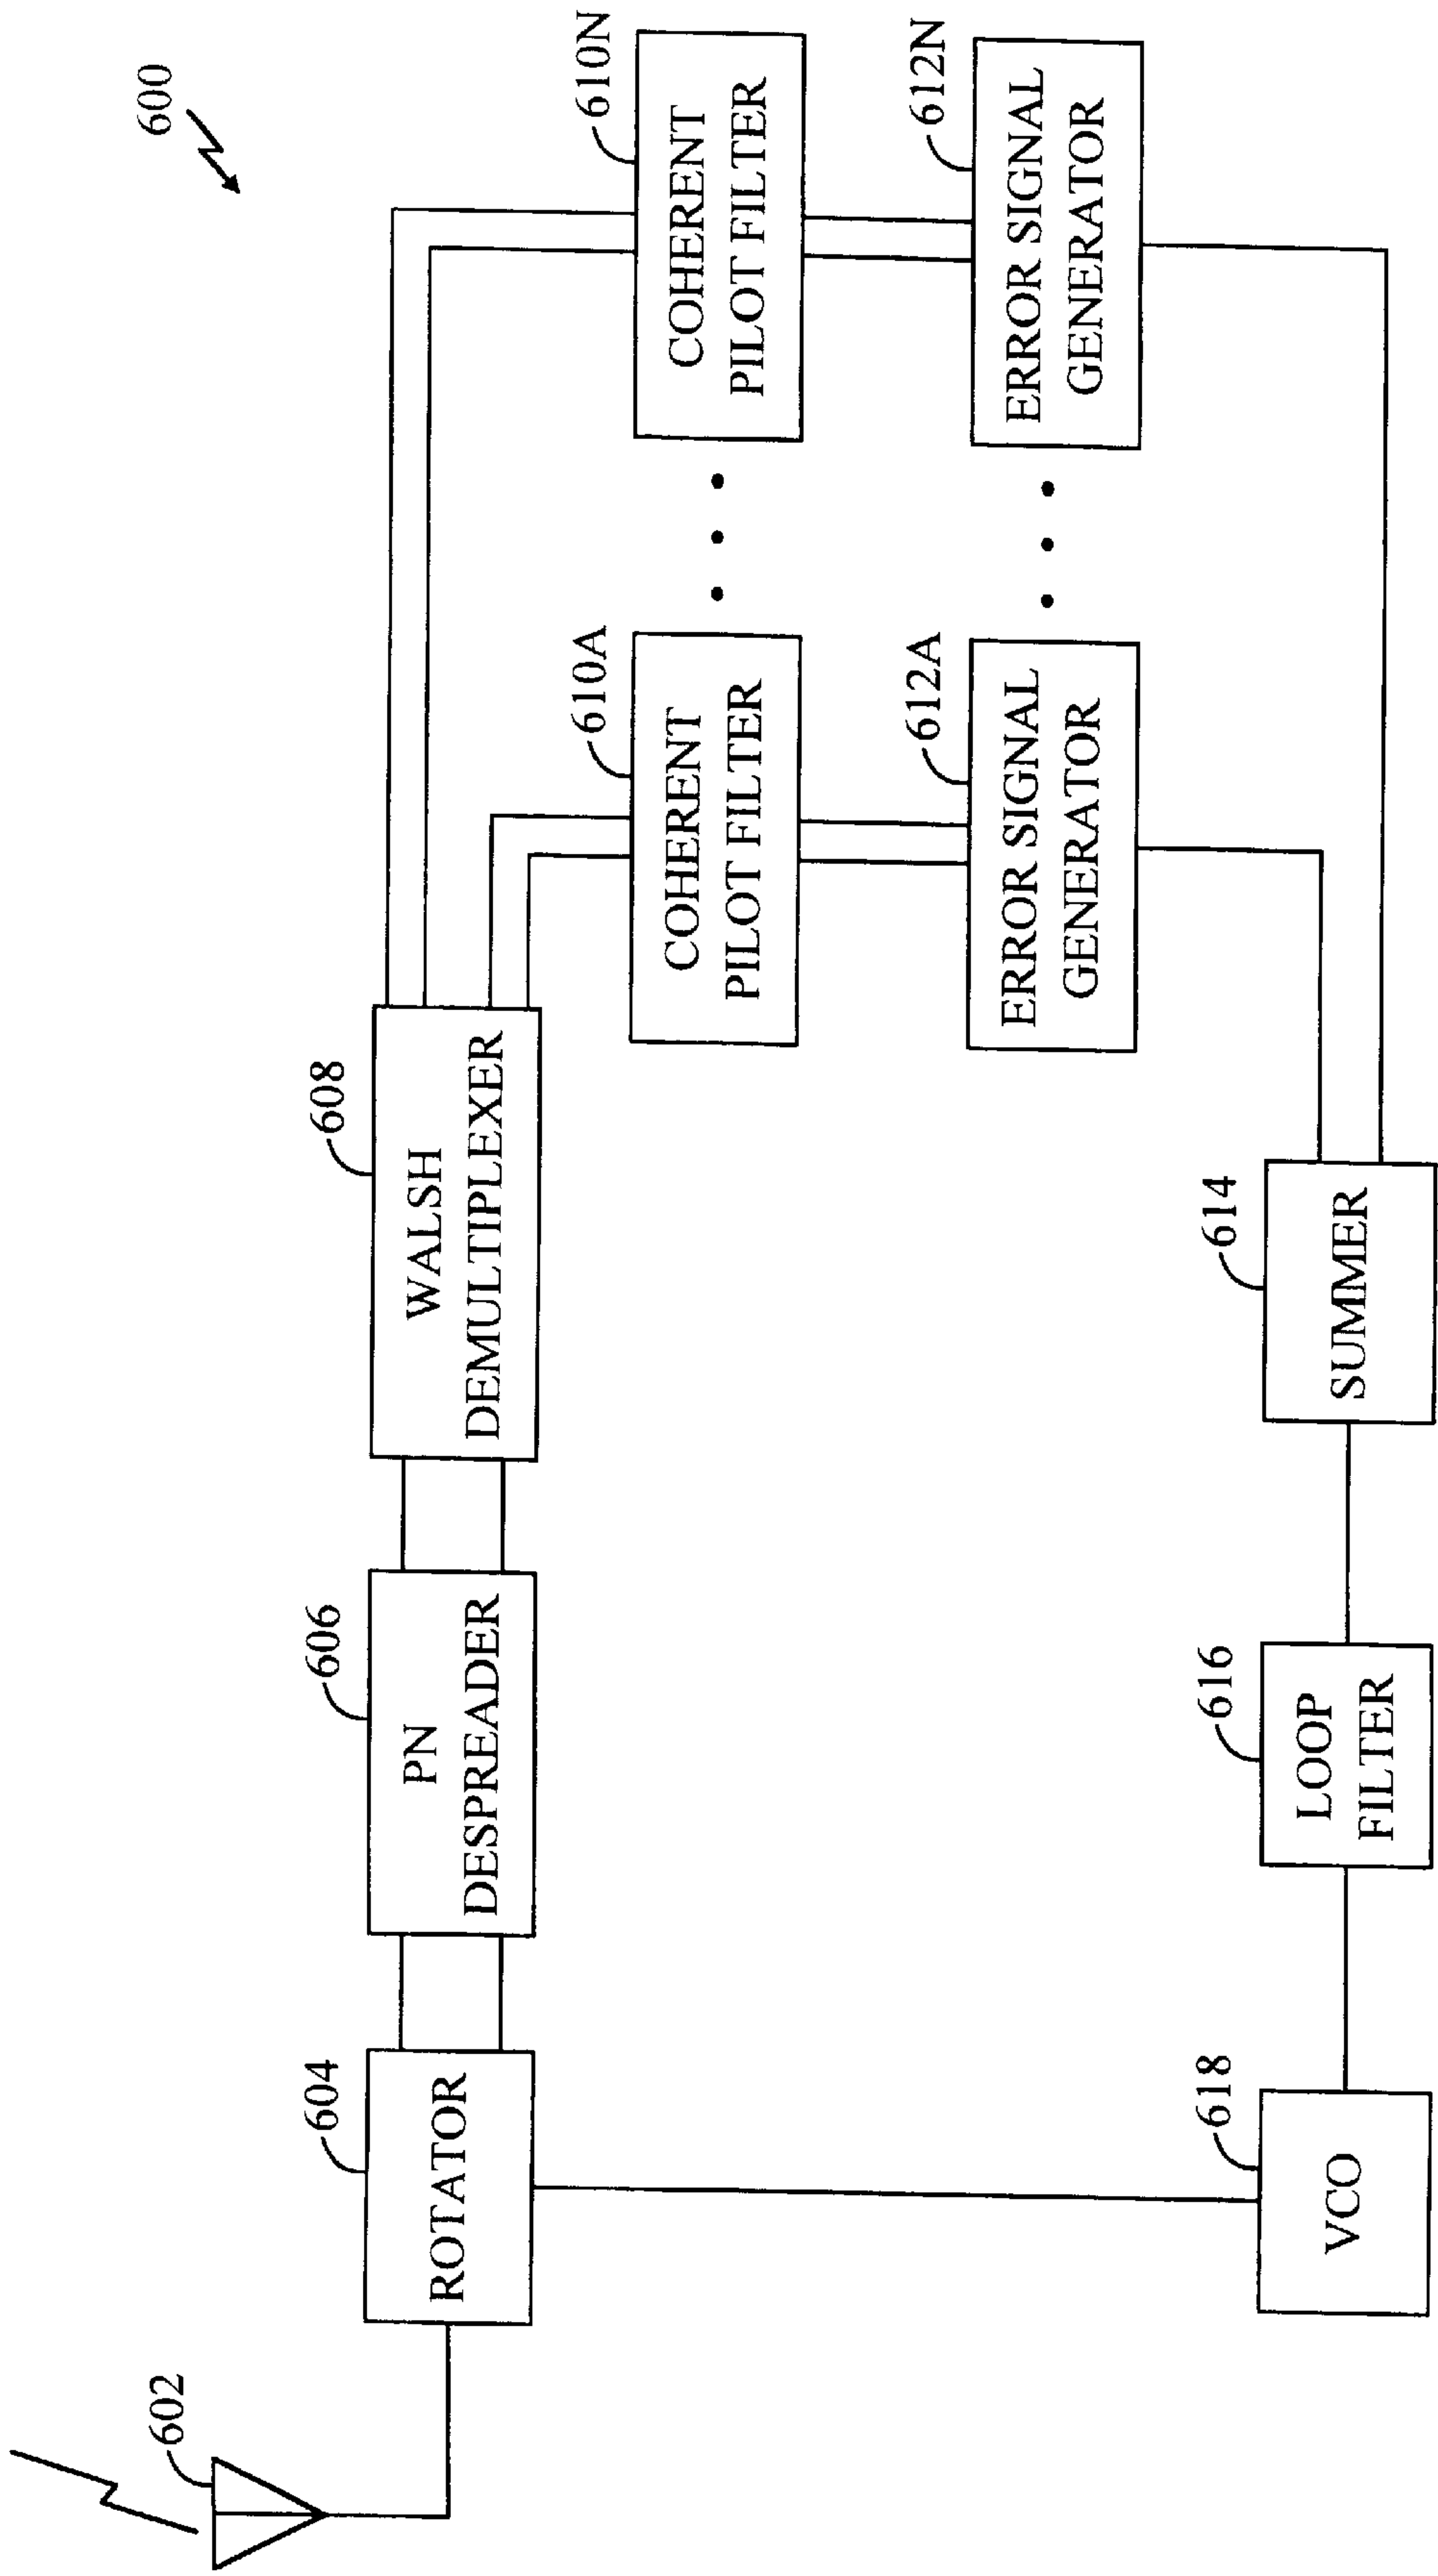 600
602
604
ROTATOR
606
PN
DESPREADER
608
WALSH
DEMULTIPLEXER
610A
COHERENT
PILOT FILTER
610N
COHERENT
PILOT FILTER
612A
ERROR SIGNAL
GENERATOR
612N
ERROR SIGNAL
GENERATOR
618
VCO
616
LOOP
FILTER
614
SUMMER